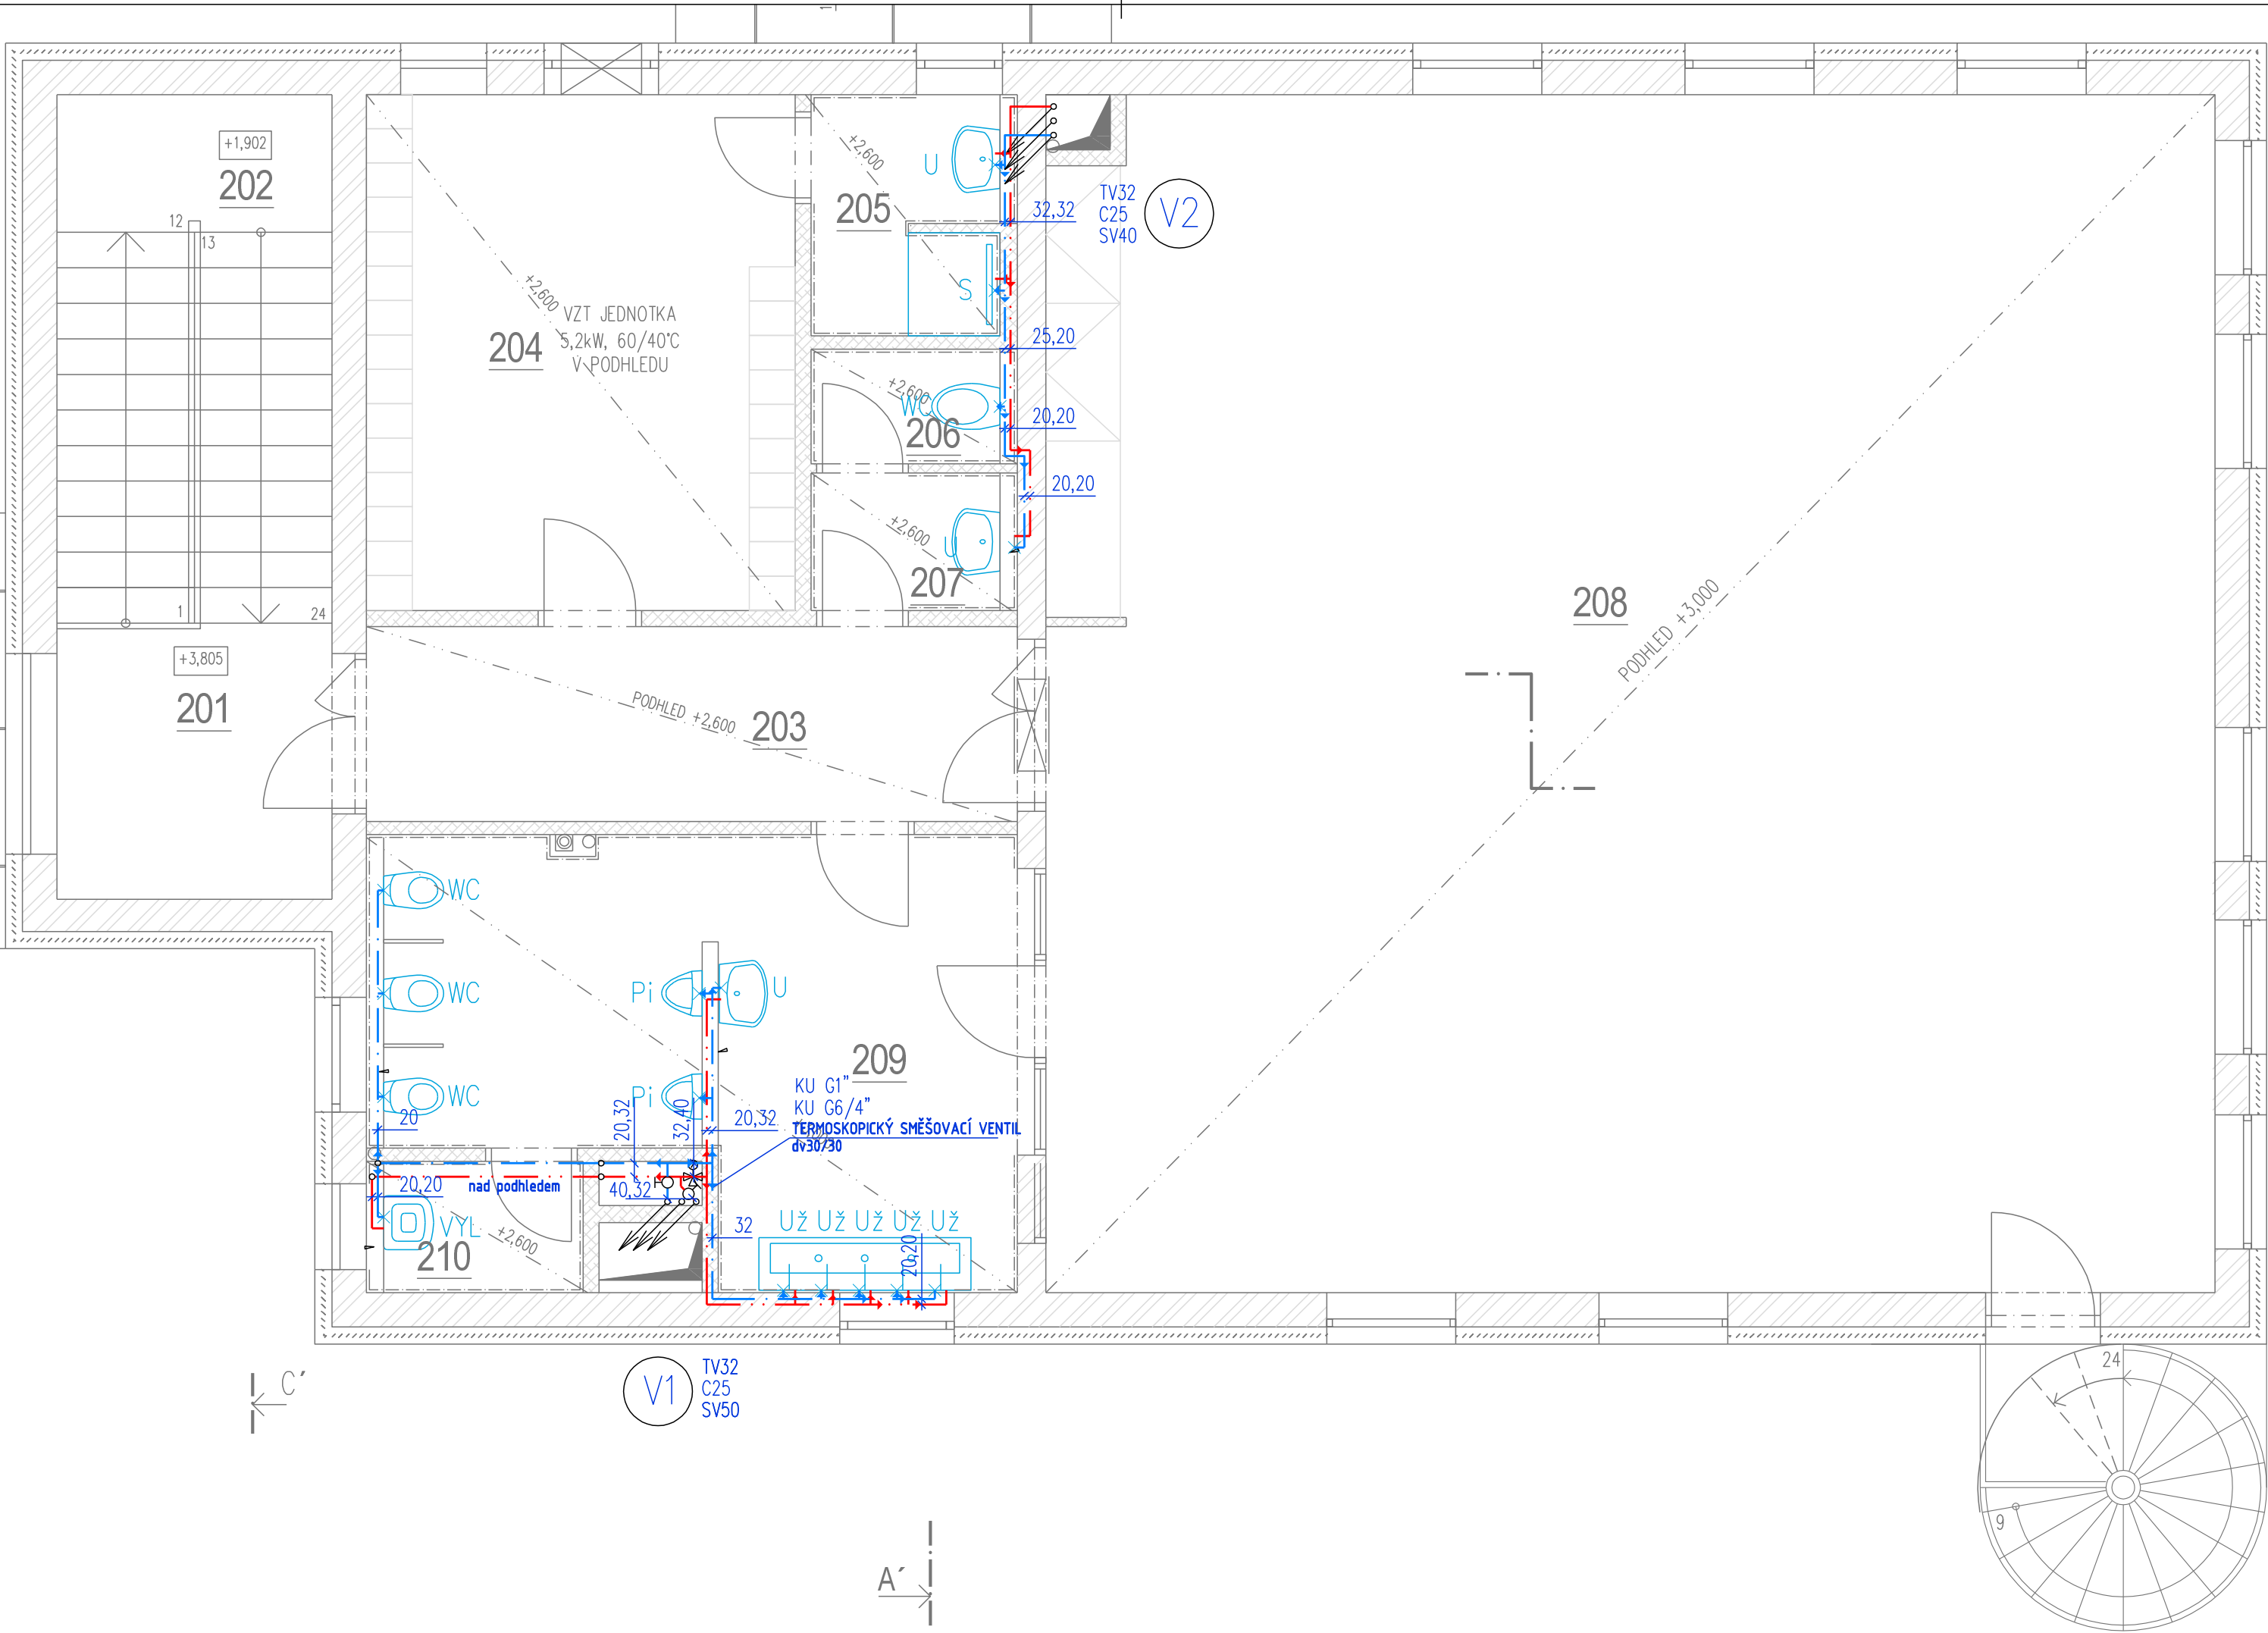 +1,902
202
12
13
1
24
+3,805
201
+2,600
VZT JEDNOTKA
5,2kW, 60/40°C
V PODHLEDU
204
+2,600
205
U
S
32,32
TV32
C25
SV40
V2
25,20
+2,600
WC
206
20,20
20,20
+2,600
U
207
208
PODHLED +3,000
PODHLED +2,600
203
WC
WC
WC
Pi
Pi
U
209
KU G1"
KU G6/4"
TERMOSKOPICKÝ SMĚŠOVACÍ VENTIL
dv30/30
20
20,32
32,40
20,32
20,20
nad podhledem
40,32
VYL
+2,600
210
32
Už Už Už Už Už
20,20
V1
TV32
C25
SV50
C´
A´
24
9